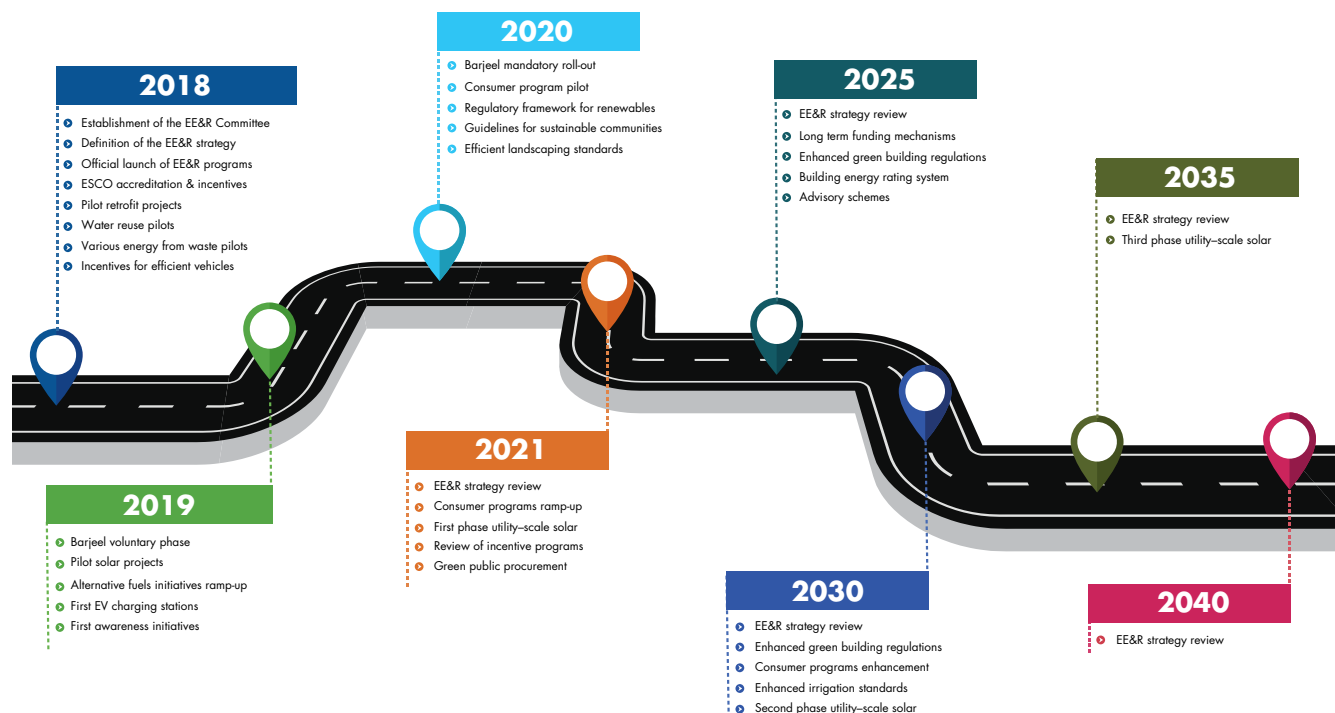 2018
Establishment of the EE&R Committee
Definition of the EE&R strategy
Official launch of EE&R programs
ESCO accreditation & incentives
Pilot retrofit projects
Water reuse pilots
Various energy from waste pilots
Incentives for efficient vehicles
2019
Barjeel voluntary phase
Pilot solar projects
Alternative fuels initiatives ramp-up
First EV charging stations
First awareness initiatives
2020
Barjeel mandatory roll-out
Consumer program pilot
Regulatory framework for renewables
Guidelines for sustainable communities
Efficient landscaping standards
2021
EE&R strategy review
Consumer programs ramp-up
First phase utility–scale solar
Review of incentive programs
Green public procurement
2025
EE&R strategy review
Long term funding mechanisms
Enhanced green building regulations
Building energy rating system
Advisory schemes
2030
EE&R strategy review
Enhanced green building regulations
Consumer programs enhancement
Enhanced irrigation standards
Second phase utility–scale solar
2035
EE&R strategy review
Third phase utility–scale solar
2040
EE&R strategy review